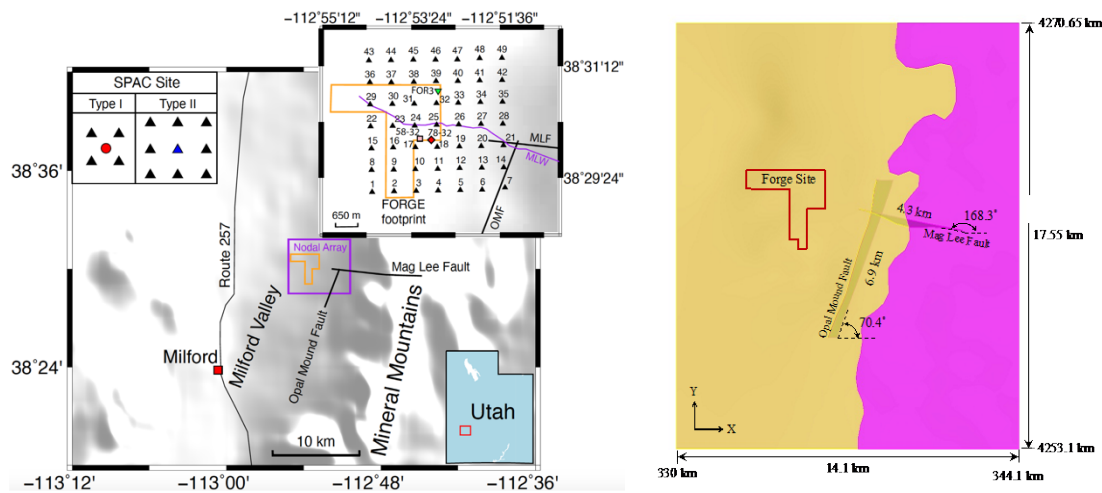 −112°55'12"
−112°53'24"
−112°51'36"
SPAC Site
Type I
Type II
43 44 45 46 47 48 49
36 37 38 39 40 41 42
FOR3
29 30 31 32 33 34 35
22 23 24 25 26 27 28
58-32 78-32
15 16 17 18 19 20 21
MLF
MLW
8 9 10 11 12 13 14
1 2 3 4 5 6 7
FORGE
footprint
650 m
OMF
38°31'12"
38°29'24"
38°36'
38°24'
Route 257
Nodal Array
Mag Lee Fault
Opal Mound Fault
Milford Valley
Milford
Mineral Mountains
Utah
10 km
−113°12'
−113°00'
−112°48'
−112°36'
4270.65 km
Forge Site
4.3 km
168.3°
Mag Lee Fault
17.55 km
Opal Mound Fault
6.9 km
70.4°
Y
X
4253.1 km
330 km
14.1 km
344.1 km